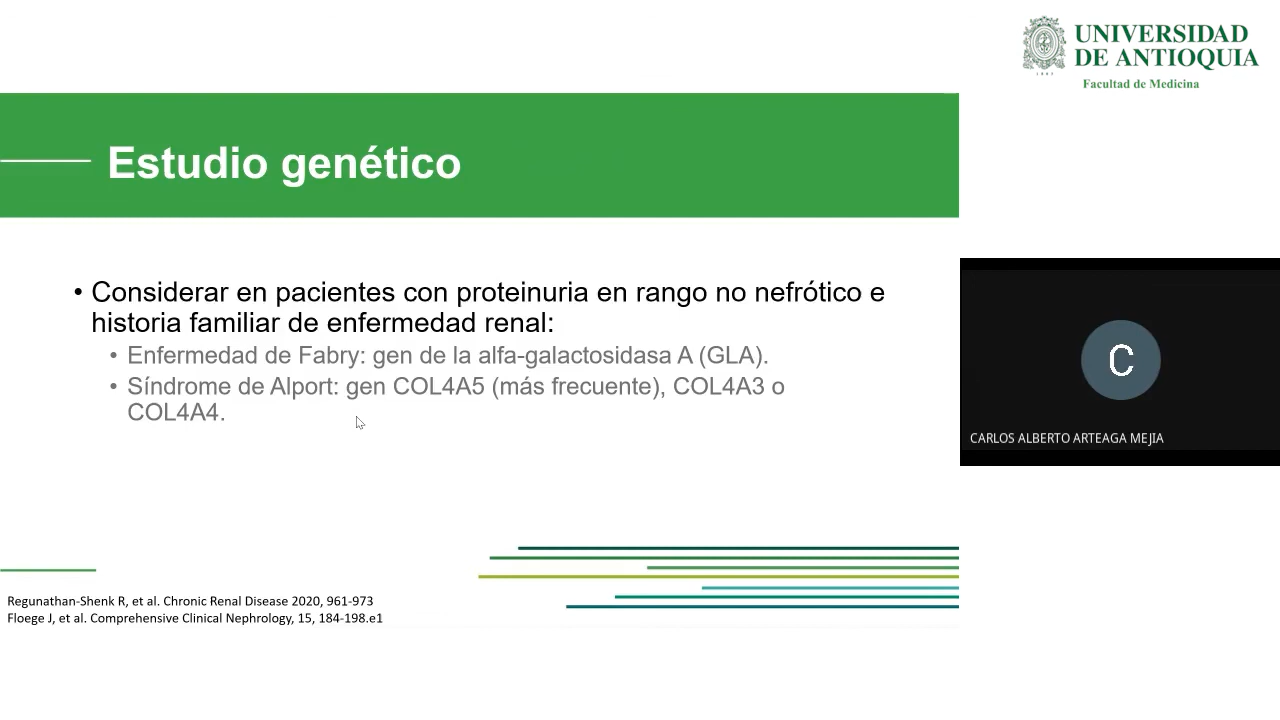 UNIVERSIDAD
DE ANTIOQUIA
1803
Facultad de Medicina
Estudio genético
• Considerar en pacientes con proteinuria en rango no nefrótico e
historia familiar de enfermedad renal:
• Enfermedad de Fabry: gen de la alfa-galactosidasa A (GLA).
• Síndrome de Alport: gen COL4A5 (más frecuente), COL4A3 o
COL4A4.
C
CARLOS ALBERTO ARTEAGA MEJIA
Regunathan-Shenk R, et al. Chronic Renal Disease 2020, 961-973
Floege J, et al. Comprehensive Clinical Nephrology, 15, 184-198.e1